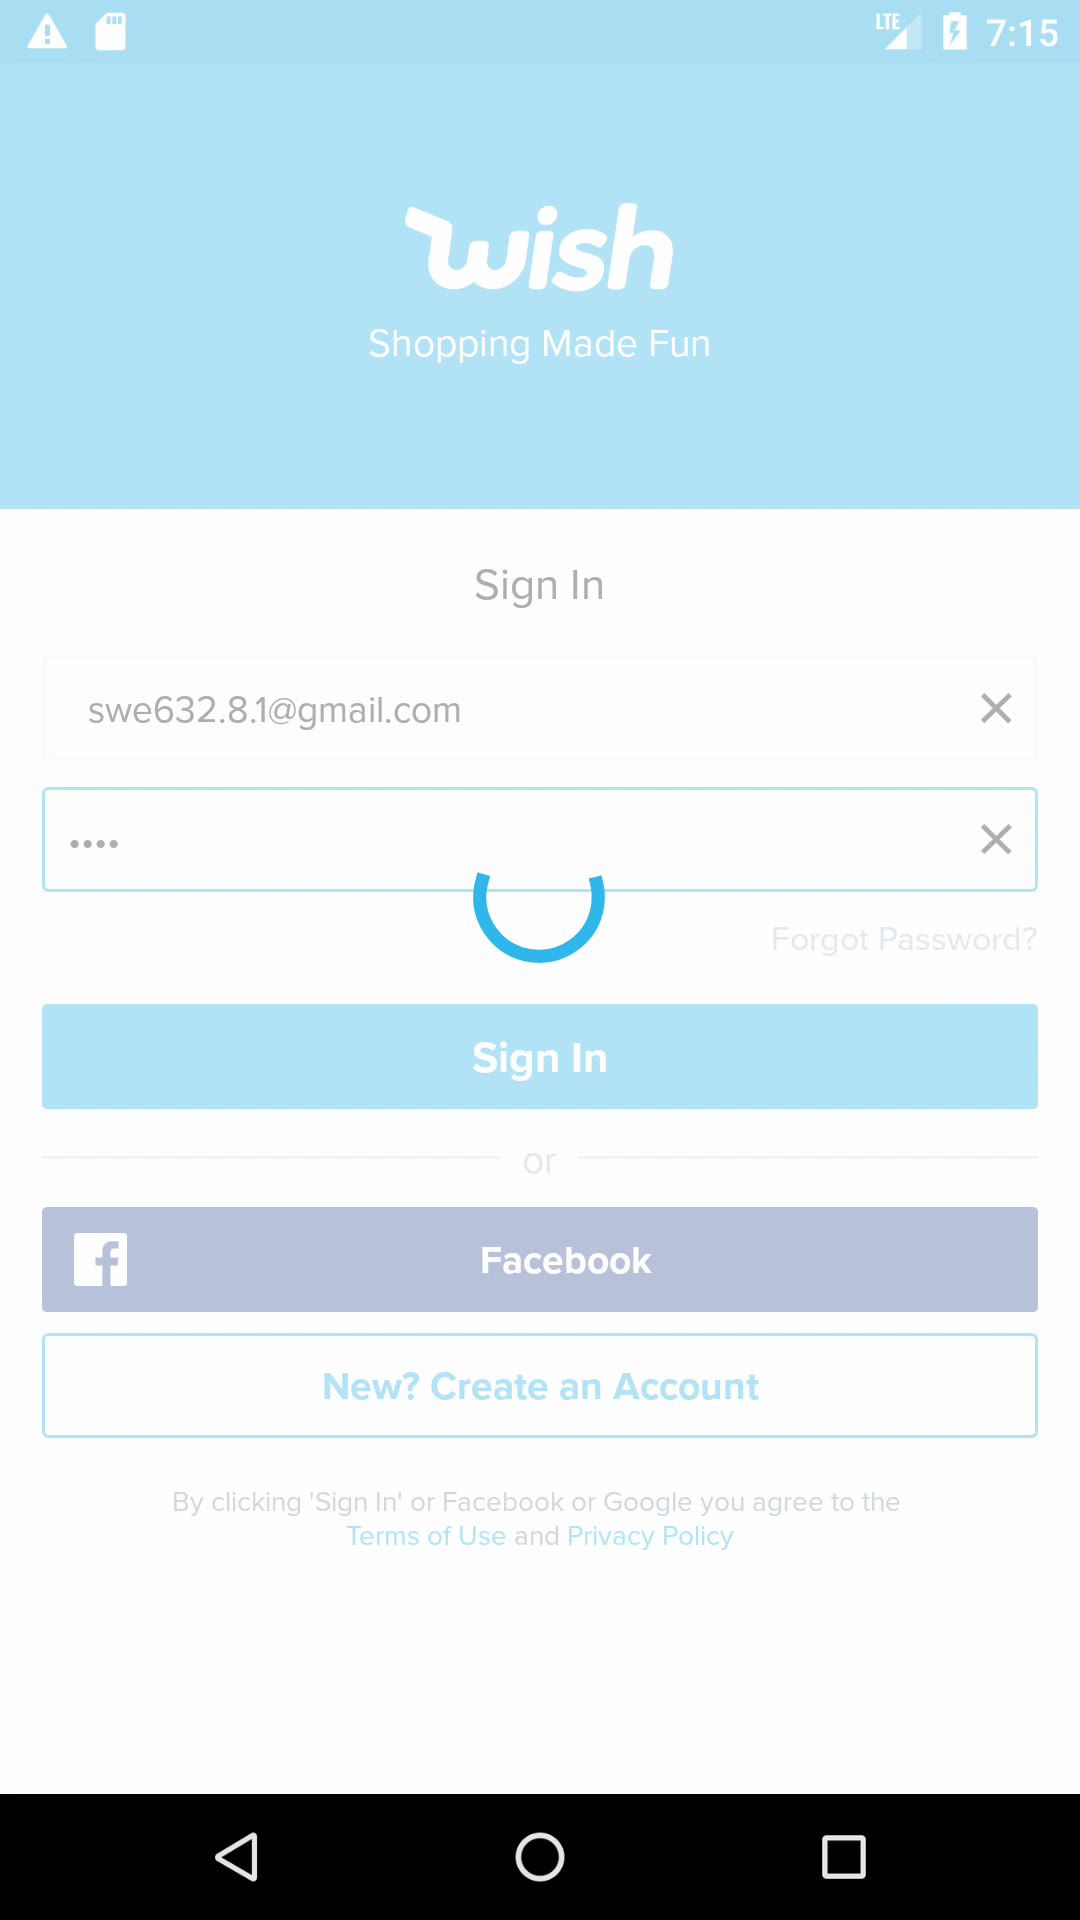 LTE 7:15
wish
Shopping Made Fun
Sign In
swe632.8.1@gmail.com
••••
Forgot Password?
Sign In
or
Facebook
New? Create an Account
By clicking 'Sign In' or Facebook or Google you agree to the
Terms of Use and Privacy Policy